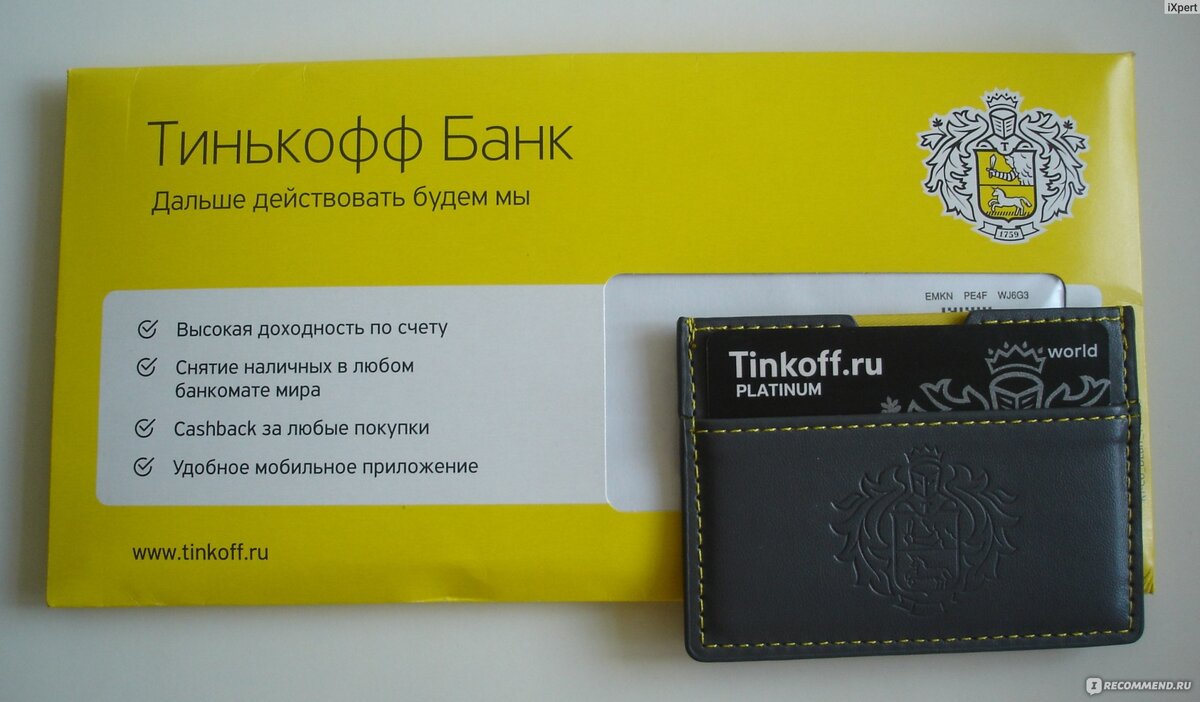 iXpert
Тинькофф Банк
Дальше действовать будем мы
1759
EMKN PE4F WJ6G3
Высокая доходность по счету
Снятие наличных в любом
банкомате мира
Cashback за любые покупки
Удобное мобильное приложение
Tinkoff.ru
PLATINUM
world
www.tinkoff.ru
IRECOMMEND.RU